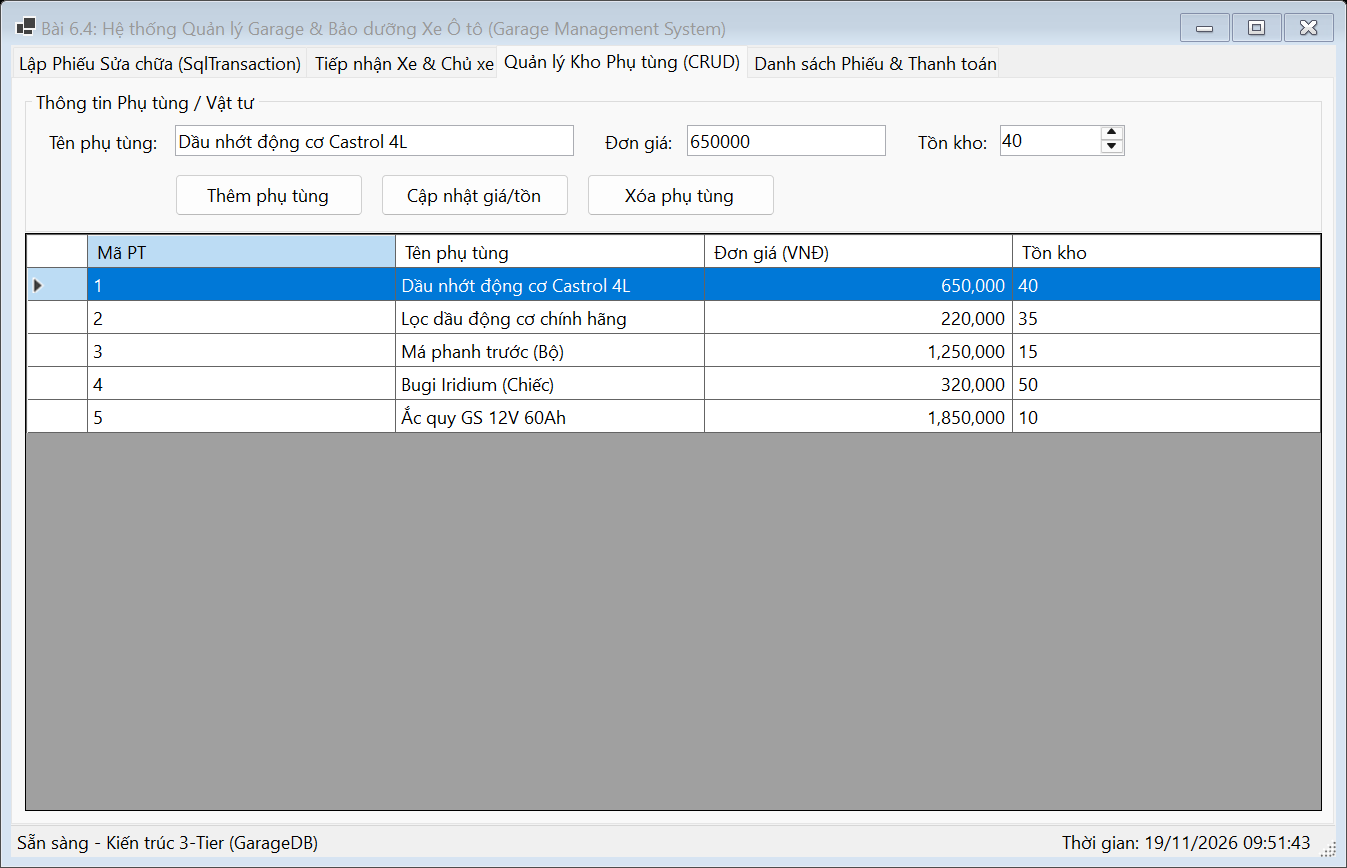 Bài 6.4: Hệ thống Quản lý Garage & Bảo dưỡng Xe Ô tô (Garage Management System)
Lập Phiếu Sửa chữa (SqlTransaction) Tiếp nhận Xe & Chủ xe Quản lý Kho Phụ tùng (CRUD) Danh sách Phiếu & Thanh toán
Thông tin Phụ tùng / Vật tư
Tên phụ tùng: Dầu nhớt động cơ Castrol 4L Đơn giá: 650000 Tồn kho: 40
Thêm phụ tùng Cập nhật giá/tồn Xóa phụ tùng
Mã PT Tên phụ tùng Đơn giá (VNĐ) Tồn kho
1 Dầu nhớt động cơ Castrol 4L 650,000 40
2 Lọc dầu động cơ chính hãng 220,000 35
3 Má phanh trước (Bộ) 1,250,000 15
4 Bugi Iridium (Chiếc) 320,000 50
5 Ắc quy GS 12V 60Ah 1,850,000 10
Sẵn sàng - Kiến trúc 3-Tier (GarageDB) Thời gian: 19/11/2026 09:51:43